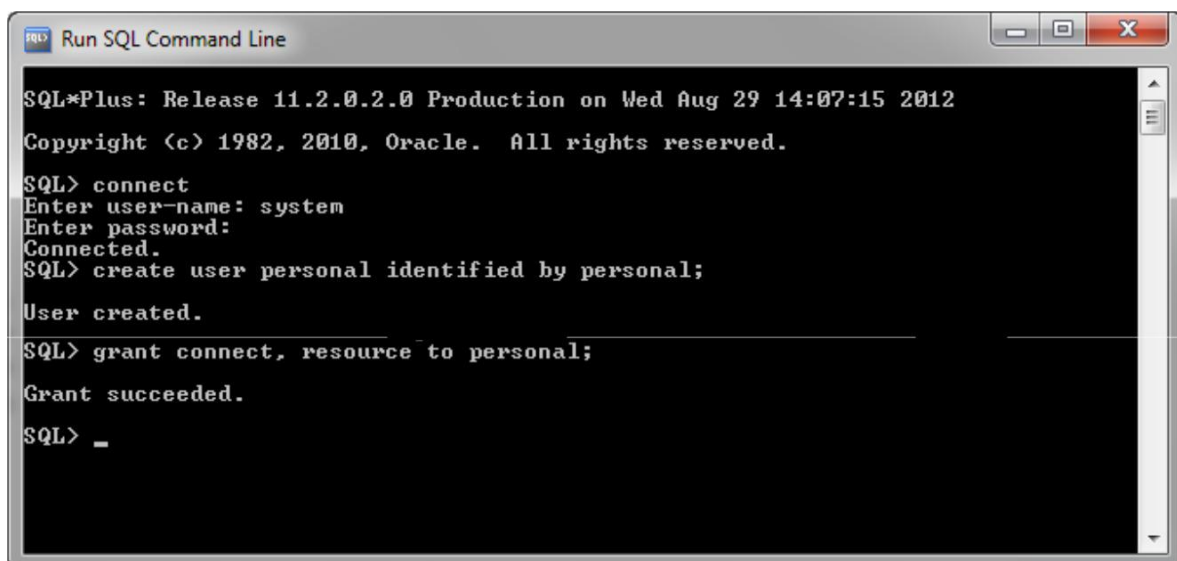 Run SQL Command Line
SQL*Plus: Release 11.2.0.2.0 Production on Wed Aug 29 14:07:15 2012
Copyright (c) 1982, 2010, Oracle.  All rights reserved.
SQL> connect
Enter user-name: system
Enter password:
Connected.
SQL> create user personal identified by personal;
User created.
SQL> grant connect, resource to personal;
Grant succeeded.
SQL> _